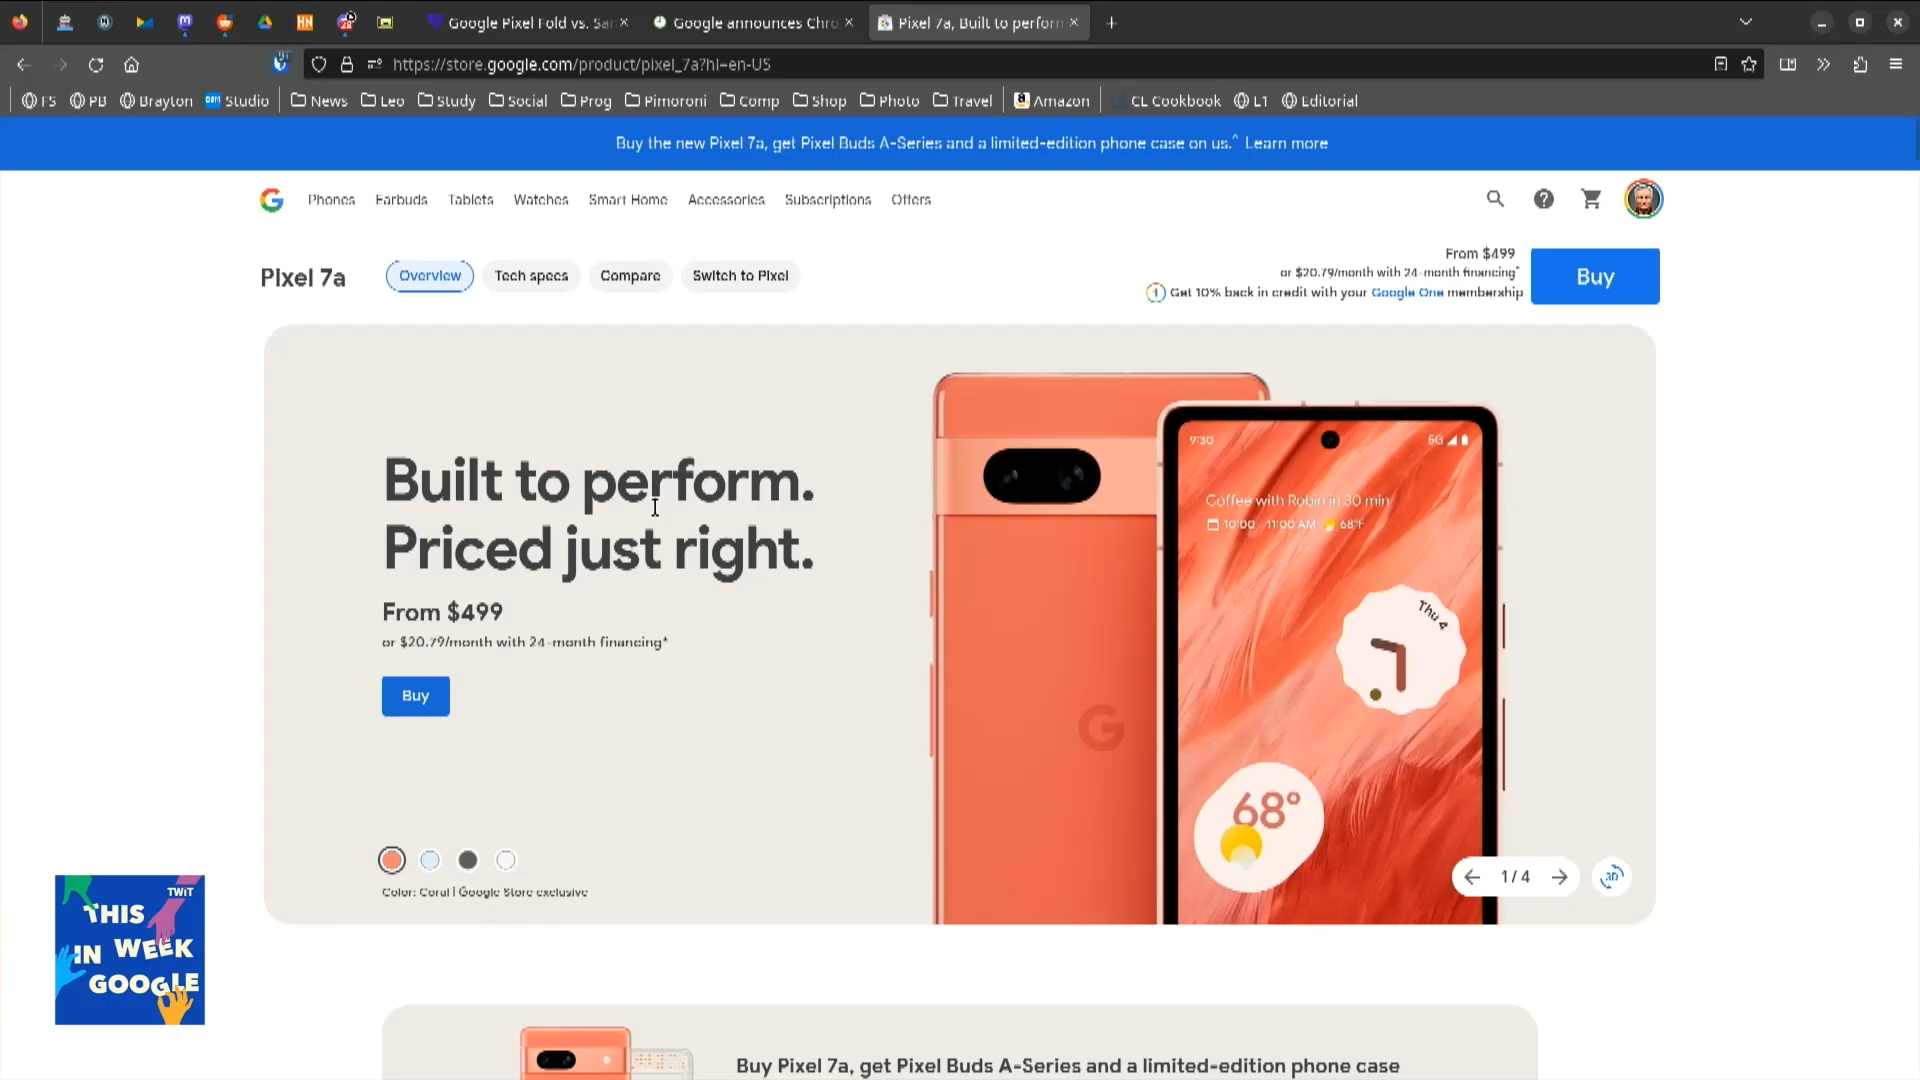 Google Pixel Fold vs. Sa
Google announces Chro
Pixel 7a, Built to perform
https://store.google.com/product/pixel_7a?hl=en-US
FS PB Brayton Studio News Leo Study Social Prog Pimoroni Comp Shop Photo Travel Amazon CL Cookbook L1 Editorial
Buy the new Pixel 7a, get Pixel Buds A-Series and a limited-edition phone case on us.^ Learn more
Phones Earbuds Tablets Watches Smart Home Accessories Subscriptions Offers
Pixel 7a
Overview Tech specs Compare Switch to Pixel
From $499
or $20.79/month with 24-month financing*
Get 10% back in credit with your Google One membership
Buy
Built to perform.
Priced just right.
From $499
or $20.79/month with 24-month financing*
Buy
Color: Coral | Google Store exclusive
9:30 5G
Coffee with Robin in 30 min
10:00 - 11:00 AM 68°F
Thu 4
68°
G
1 / 4
3D
TWiT
THIS
IN WEEK
GOOGLE
Buy Pixel 7a, get Pixel Buds A-Series and a limited-edition phone case